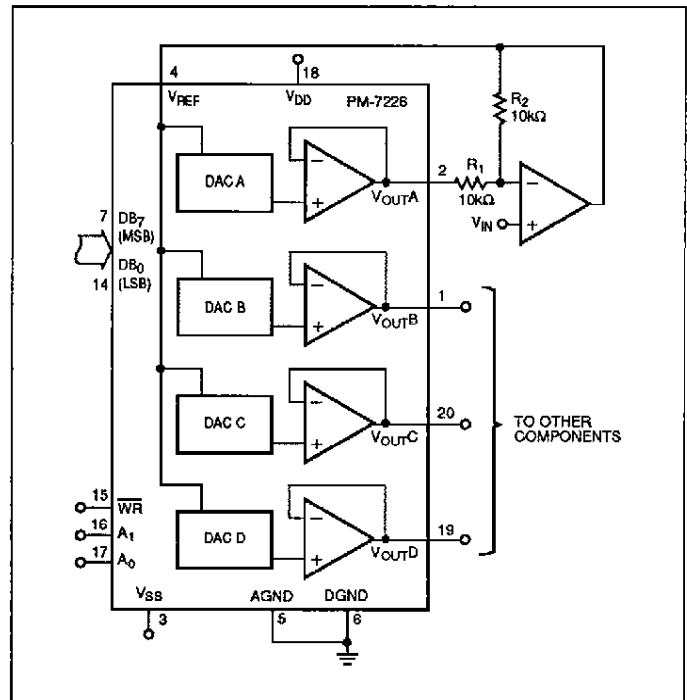 4
VREF
18
VDD
PM-7226
R2
10kΩ
DAC A
−
+
VOUTA
2
R1
10kΩ
−
+
VIN
7
DB7
(MSB)
DB0
(LSB)
14
DAC B
−
+
VOUTB
1
DAC C
−
+
VOUTC
20
TO OTHER
COMPONENTS
DAC D
−
+
VOUTD
19
15
W̅R̅
16
A1
17
A0
VSS
3
AGND
5
DGND
6